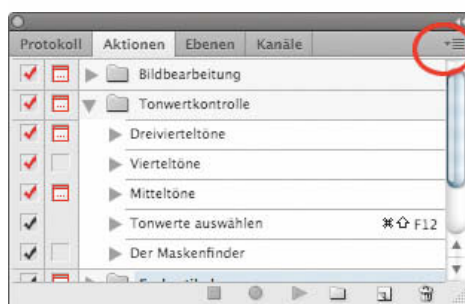 Protokoll Aktionen Ebenen Kanäle
Bildbearbeitung
Tonwertkontrolle
Dreivierteltöne
Vierteltöne
Mitteltöne
Tonwerte auswählen ⌘⇧ F12
Der Maskenfinder